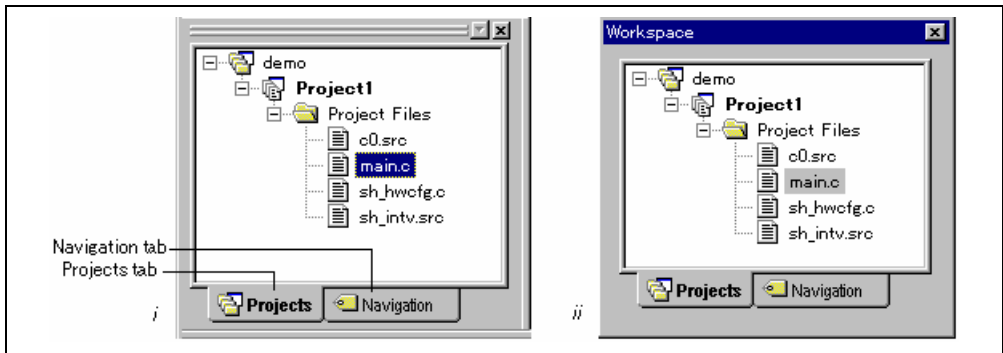 demo
Project1
Project Files
c0.src
main.c
sh_hwcfg.c
sh_intv.src
Navigation tab
Projects tab
Projects
Navigation
i
Workspace
demo
Project1
Project Files
c0.src
main.c
sh_hwcfg.c
sh_intv.src
Projects
Navigation
ii